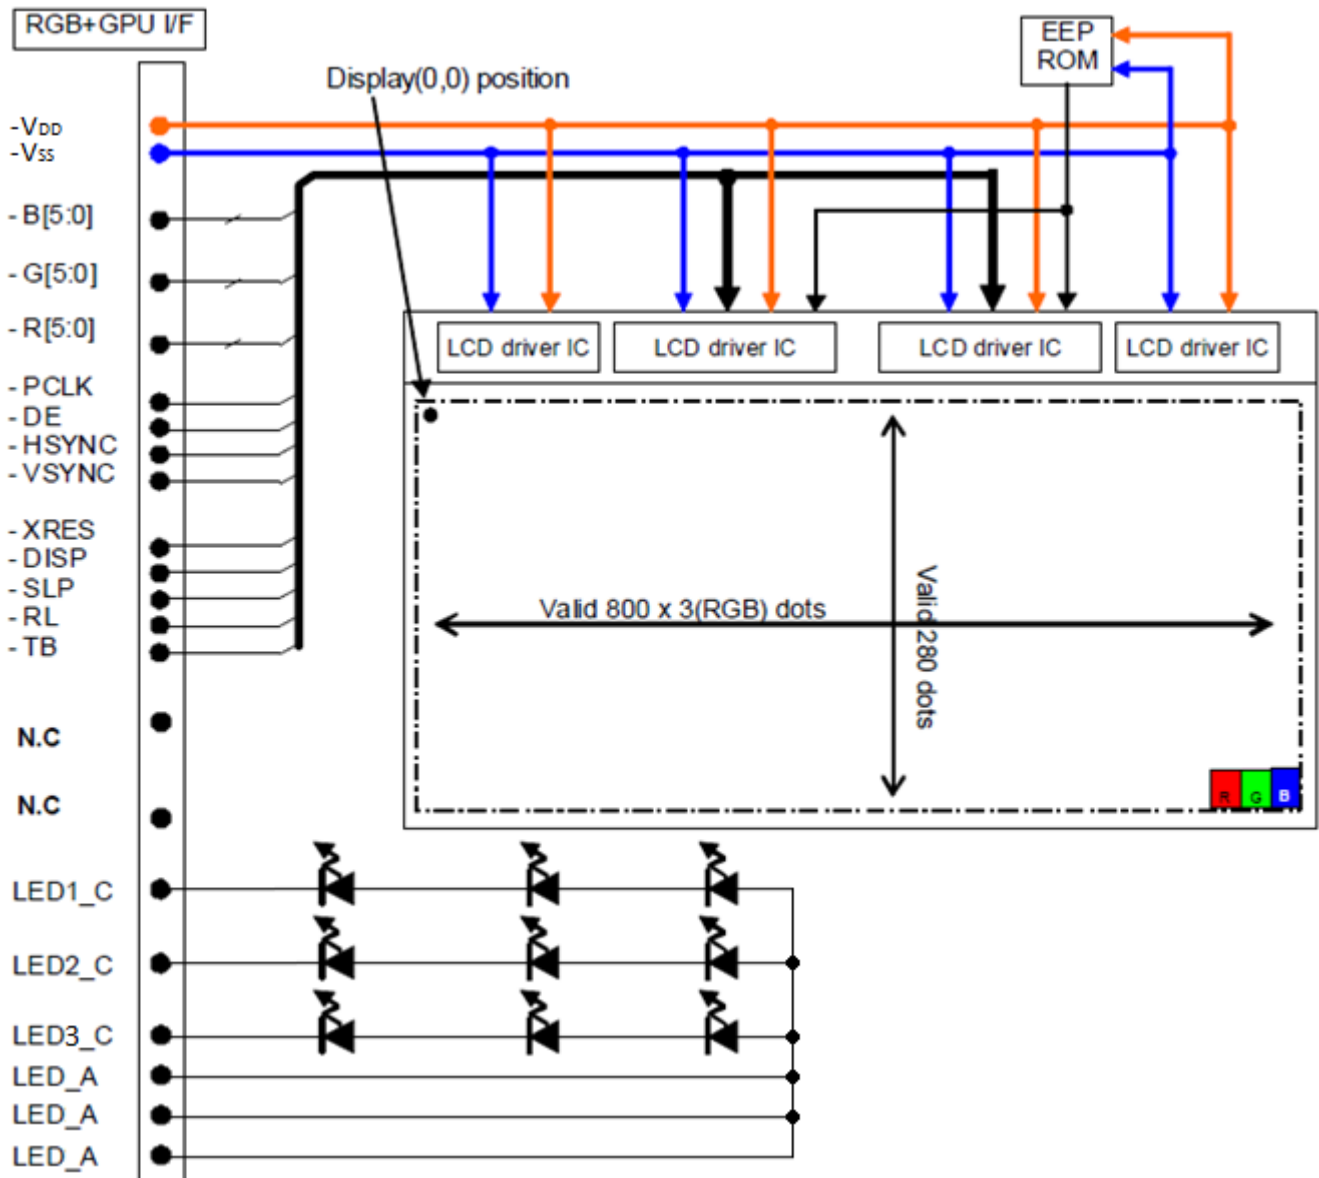 RGB+GPU I/F
EEP
ROM
Display(0,0) position
-VDD
-VSS
- B[5:0]
- G[5:0]
- R[5:0]
- PCLK
- DE
- HSYNC
- VSYNC
- XRES
- DISP
- SLP
- RL
- TB
N.C
N.C
LED1_C
LED2_C
LED3_C
LED_A
LED_A
LED_A
LCD driver IC
LCD driver IC
LCD driver IC
LCD driver IC
Valid 800 x 3(RGB) dots
Valid 280 dots
R G B